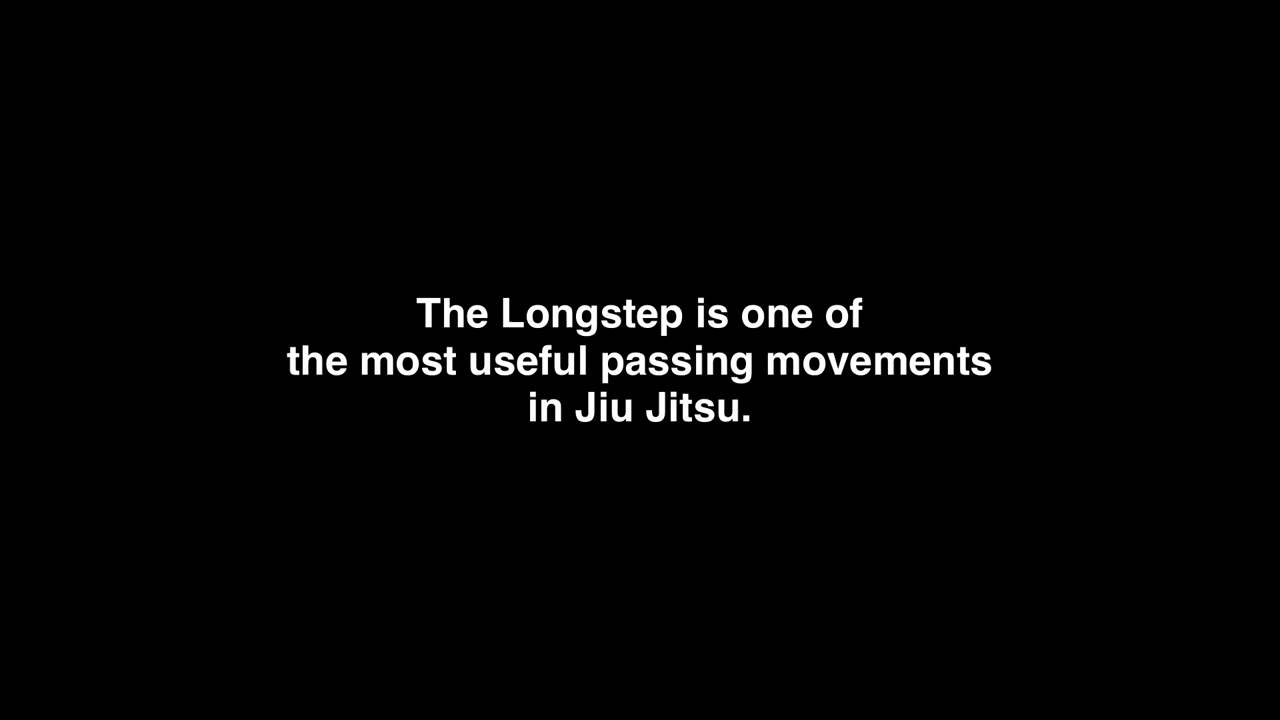 The Longstep is one of
the most useful passing movements
in Jiu Jitsu.